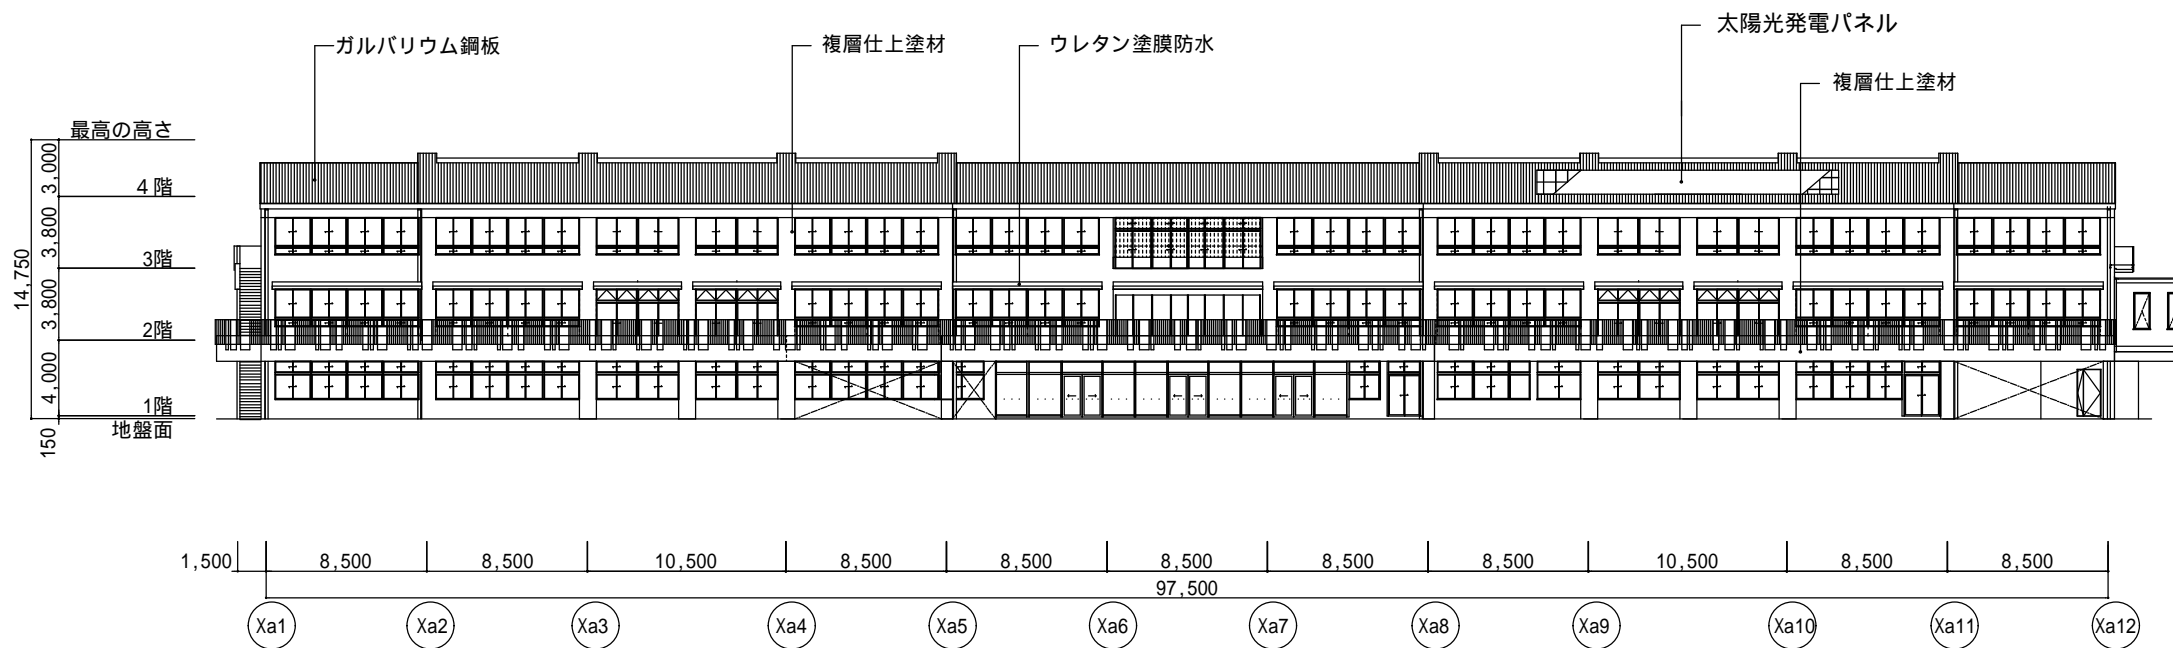 太陽光発電パネル
ガルバリウム鋼板
複層仕上塗材
ウレタン塗膜防水
複層仕上塗材
最高の高さ
3,000
4階
3,800
3階
14,750
3,800
2階
4,000
1階
地盤面
150
1,500 8,500 8,500 10,500 8,500 8,500 8,500 8,500 8,500 10,500 8,500 8,500
97,500
Xa1 Xa2 Xa3 Xa4 Xa5 Xa6 Xa7 Xa8 Xa9 Xa10 Xa11 Xa12